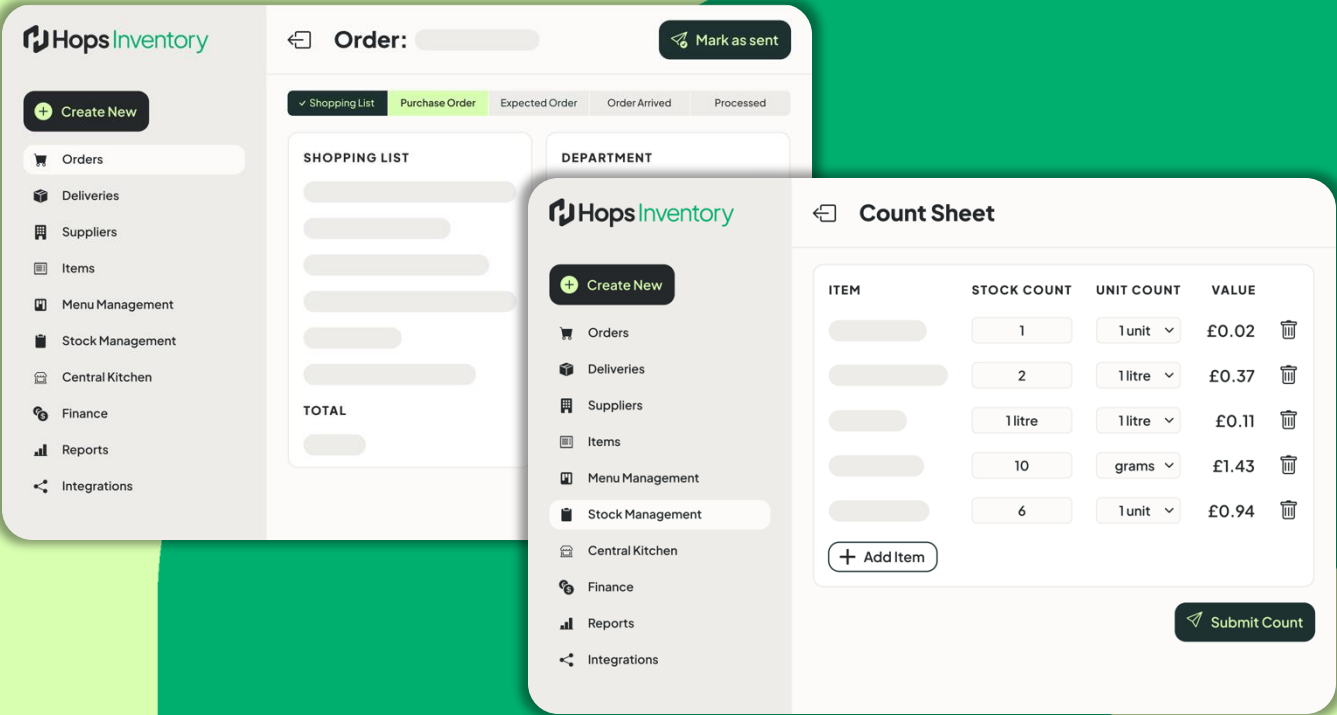 Hops Inventory
Create New
Orders
Deliveries
Suppliers
Items
Menu Management
Stock Management
Central Kitchen
Finance
Reports
Integrations
Order:
Mark as sent
✓ Shopping List Purchase Order Expected Order Order Arrived Processed
SHOPPING LIST
TOTAL
DEPARTMENT
Hops Inventory
Create New
Orders
Deliveries
Suppliers
Items
Menu Management
Stock Management
Central Kitchen
Finance
Reports
Integrations
Count Sheet
ITEM STOCK COUNT UNIT COUNT VALUE
1 1 unit £0.02
2 1 litre £0.37
1 litre 1 litre £0.11
10 grams £1.43
6 1 unit £0.94
+ Add Item
Submit Count